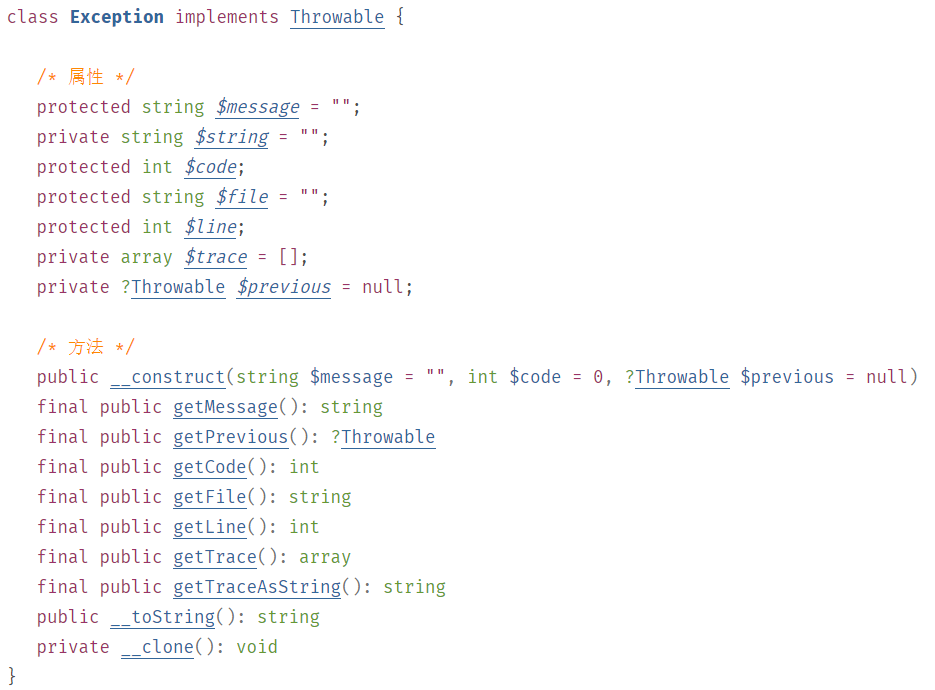 class Exception implements Throwable {
/* 属性 */
protected string $message = "";
private string $string = "";
protected int $code;
protected string $file = "";
protected int $line;
private array $trace = [];
private ?Throwable $previous = null;
/* 方法 */
public __construct(string $message = "", int $code = 0, ?Throwable $previous = null)
final public getMessage(): string
final public getPrevious(): ?Throwable
final public getCode(): int
final public getFile(): string
final public getLine(): int
final public getTrace(): array
final public getTraceAsString(): string
public __toString(): string
private __clone(): void
}